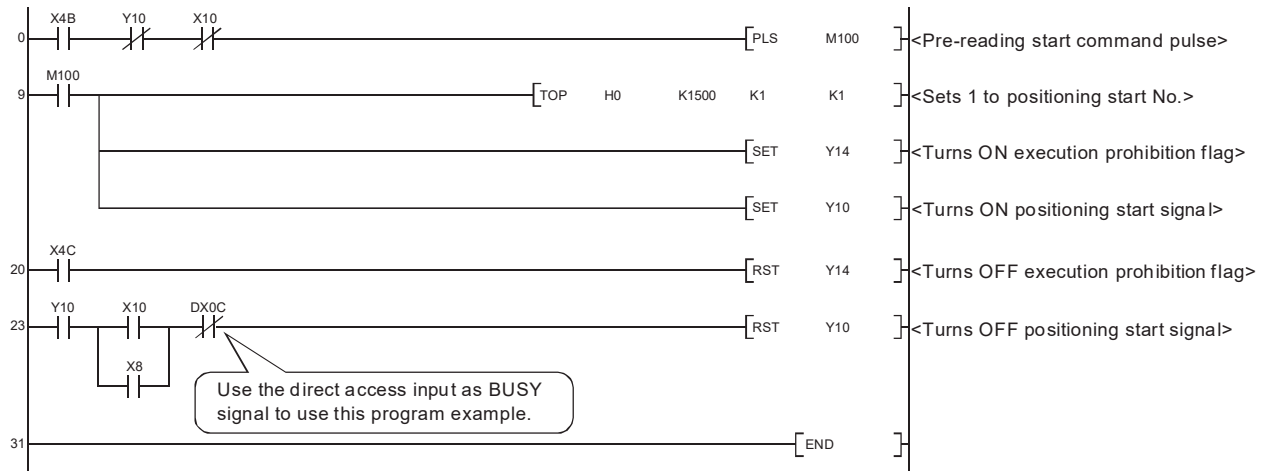 X4B Y10 X10
0 PLS M100 <Pre-reading start command pulse>
M100
9 TOP H0 K1500 K1 K1 <Sets 1 to positioning start No.>
SET Y14 <Turns ON execution prohibition flag>
SET Y10 <Turns ON positioning start signal>
X4C
20 RST Y14 <Turns OFF execution prohibition flag>
Y10 X10 DX0C
23 RST Y10 <Turns OFF positioning start signal>
X8
Use the direct access input as BUSY
signal to use this program example.
31 END